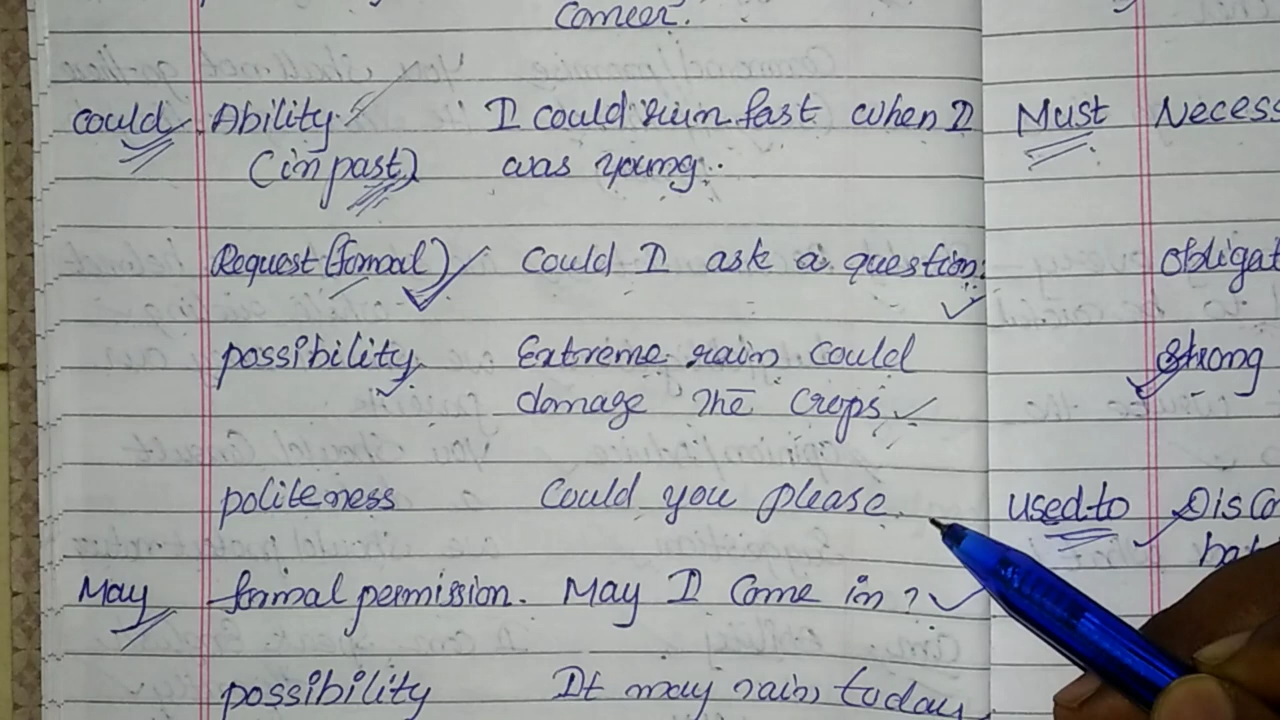 Career.
Could Ability I could run fast when I
(in past) was young.
Request (formal) Could I ask a question.
possibility Extreme rain could
damage the crops
politeness Could you please.
May formal permission. May I come in?
possibility It may rain today
Must Necess
obligat
Strong
used to Disco